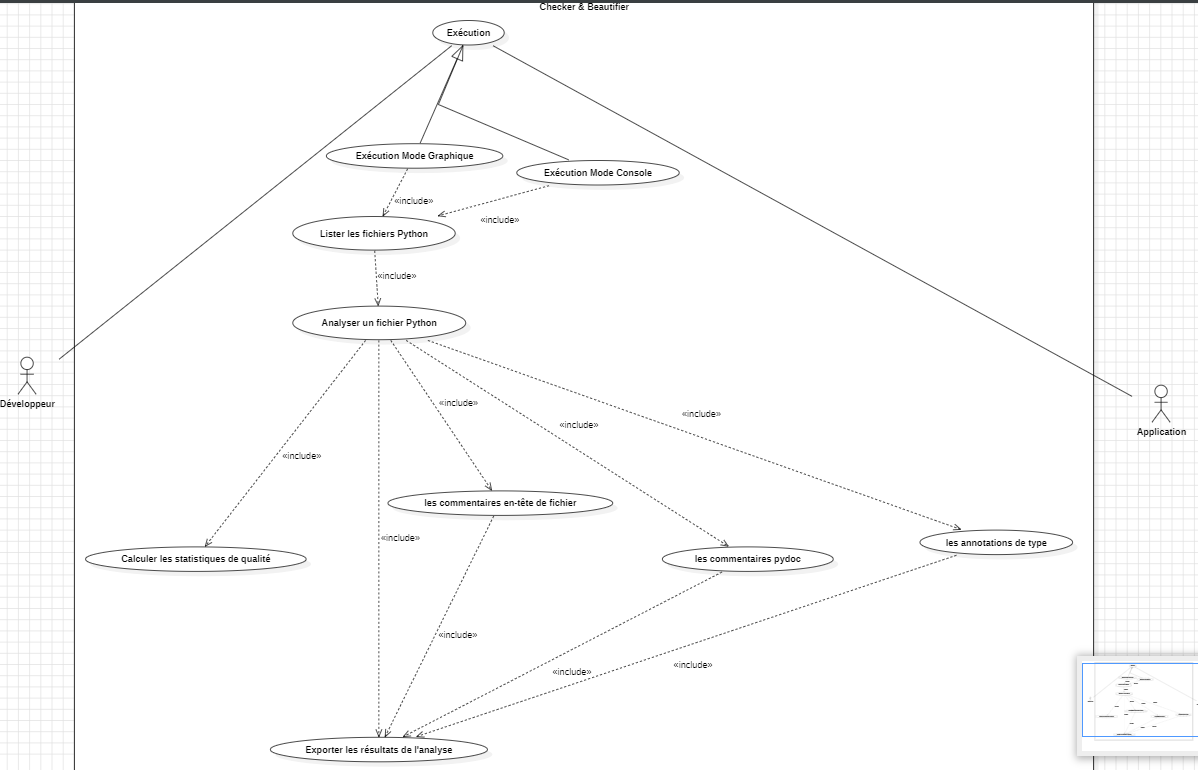 Checker & Beautifier
Exécution
Exécution Mode Graphique
Exécution Mode Console
«include»
«include»
Lister les fichiers Python
«include»
Analyser un fichier Python
Développeur
«include»
«include»
«include»
Application
«include»
les commentaires en-tête de fichier
«include»
les annotations de type
Calculer les statistiques de qualité
les commentaires pydoc
«include»
«include»
«include»
Exporter les résultats de l'analyse